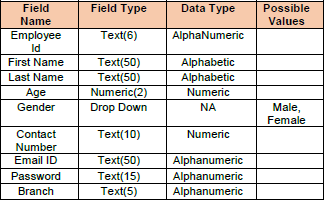 Field Name Field Type Data Type Possible Values
Employee Id Text(6) AlphaNumeric
First Name Text(50) Alphabetic
Last Name Text(50) Alphabetic
Age Numeric(2) Numeric
Gender Drop Down NA Male, Female
Contact Number Text(10) Numeric
Email ID Text(50) Alphanumeric
Password Text(15) Alphanumeric
Branch Text(5) Alphanumeric